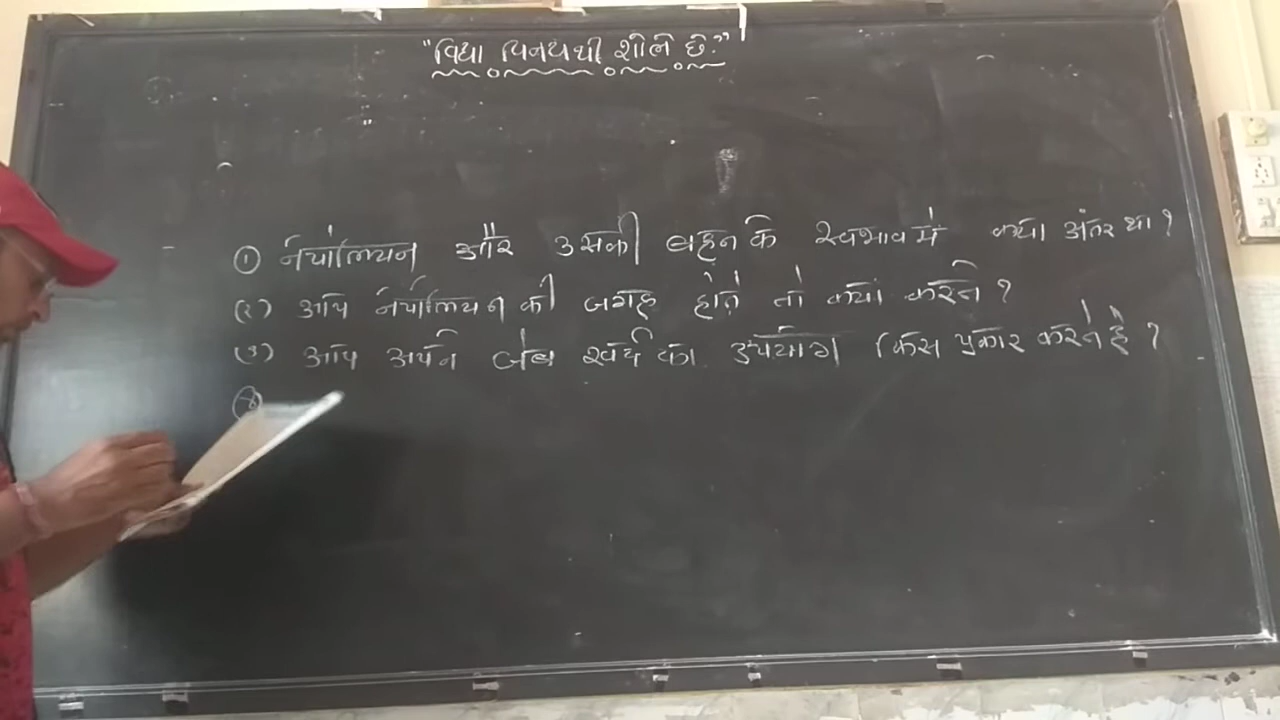 "વિદ્યા વિનયથી શોભે છે."
(१) नेपोलियन और उसकी बहन के स्वभाव में क्या अंतर था ?
(२) आप नेपोलियन की जगह होते तो क्या करते ?
(३) आप अपने जेब खर्च का उपयोग किस प्रकार करते है ?
(४)